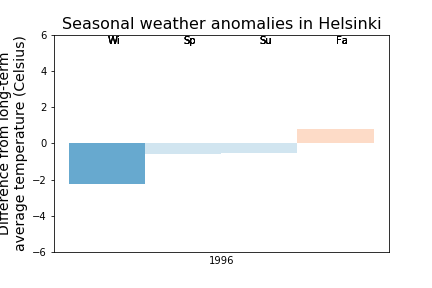 Seasonal weather anomalies in Helsinki
Difference from long-term
average temperature (Celsius)
6
4
2
0
−2
−4
−6
Wi
Sp
Su
Fa
1996